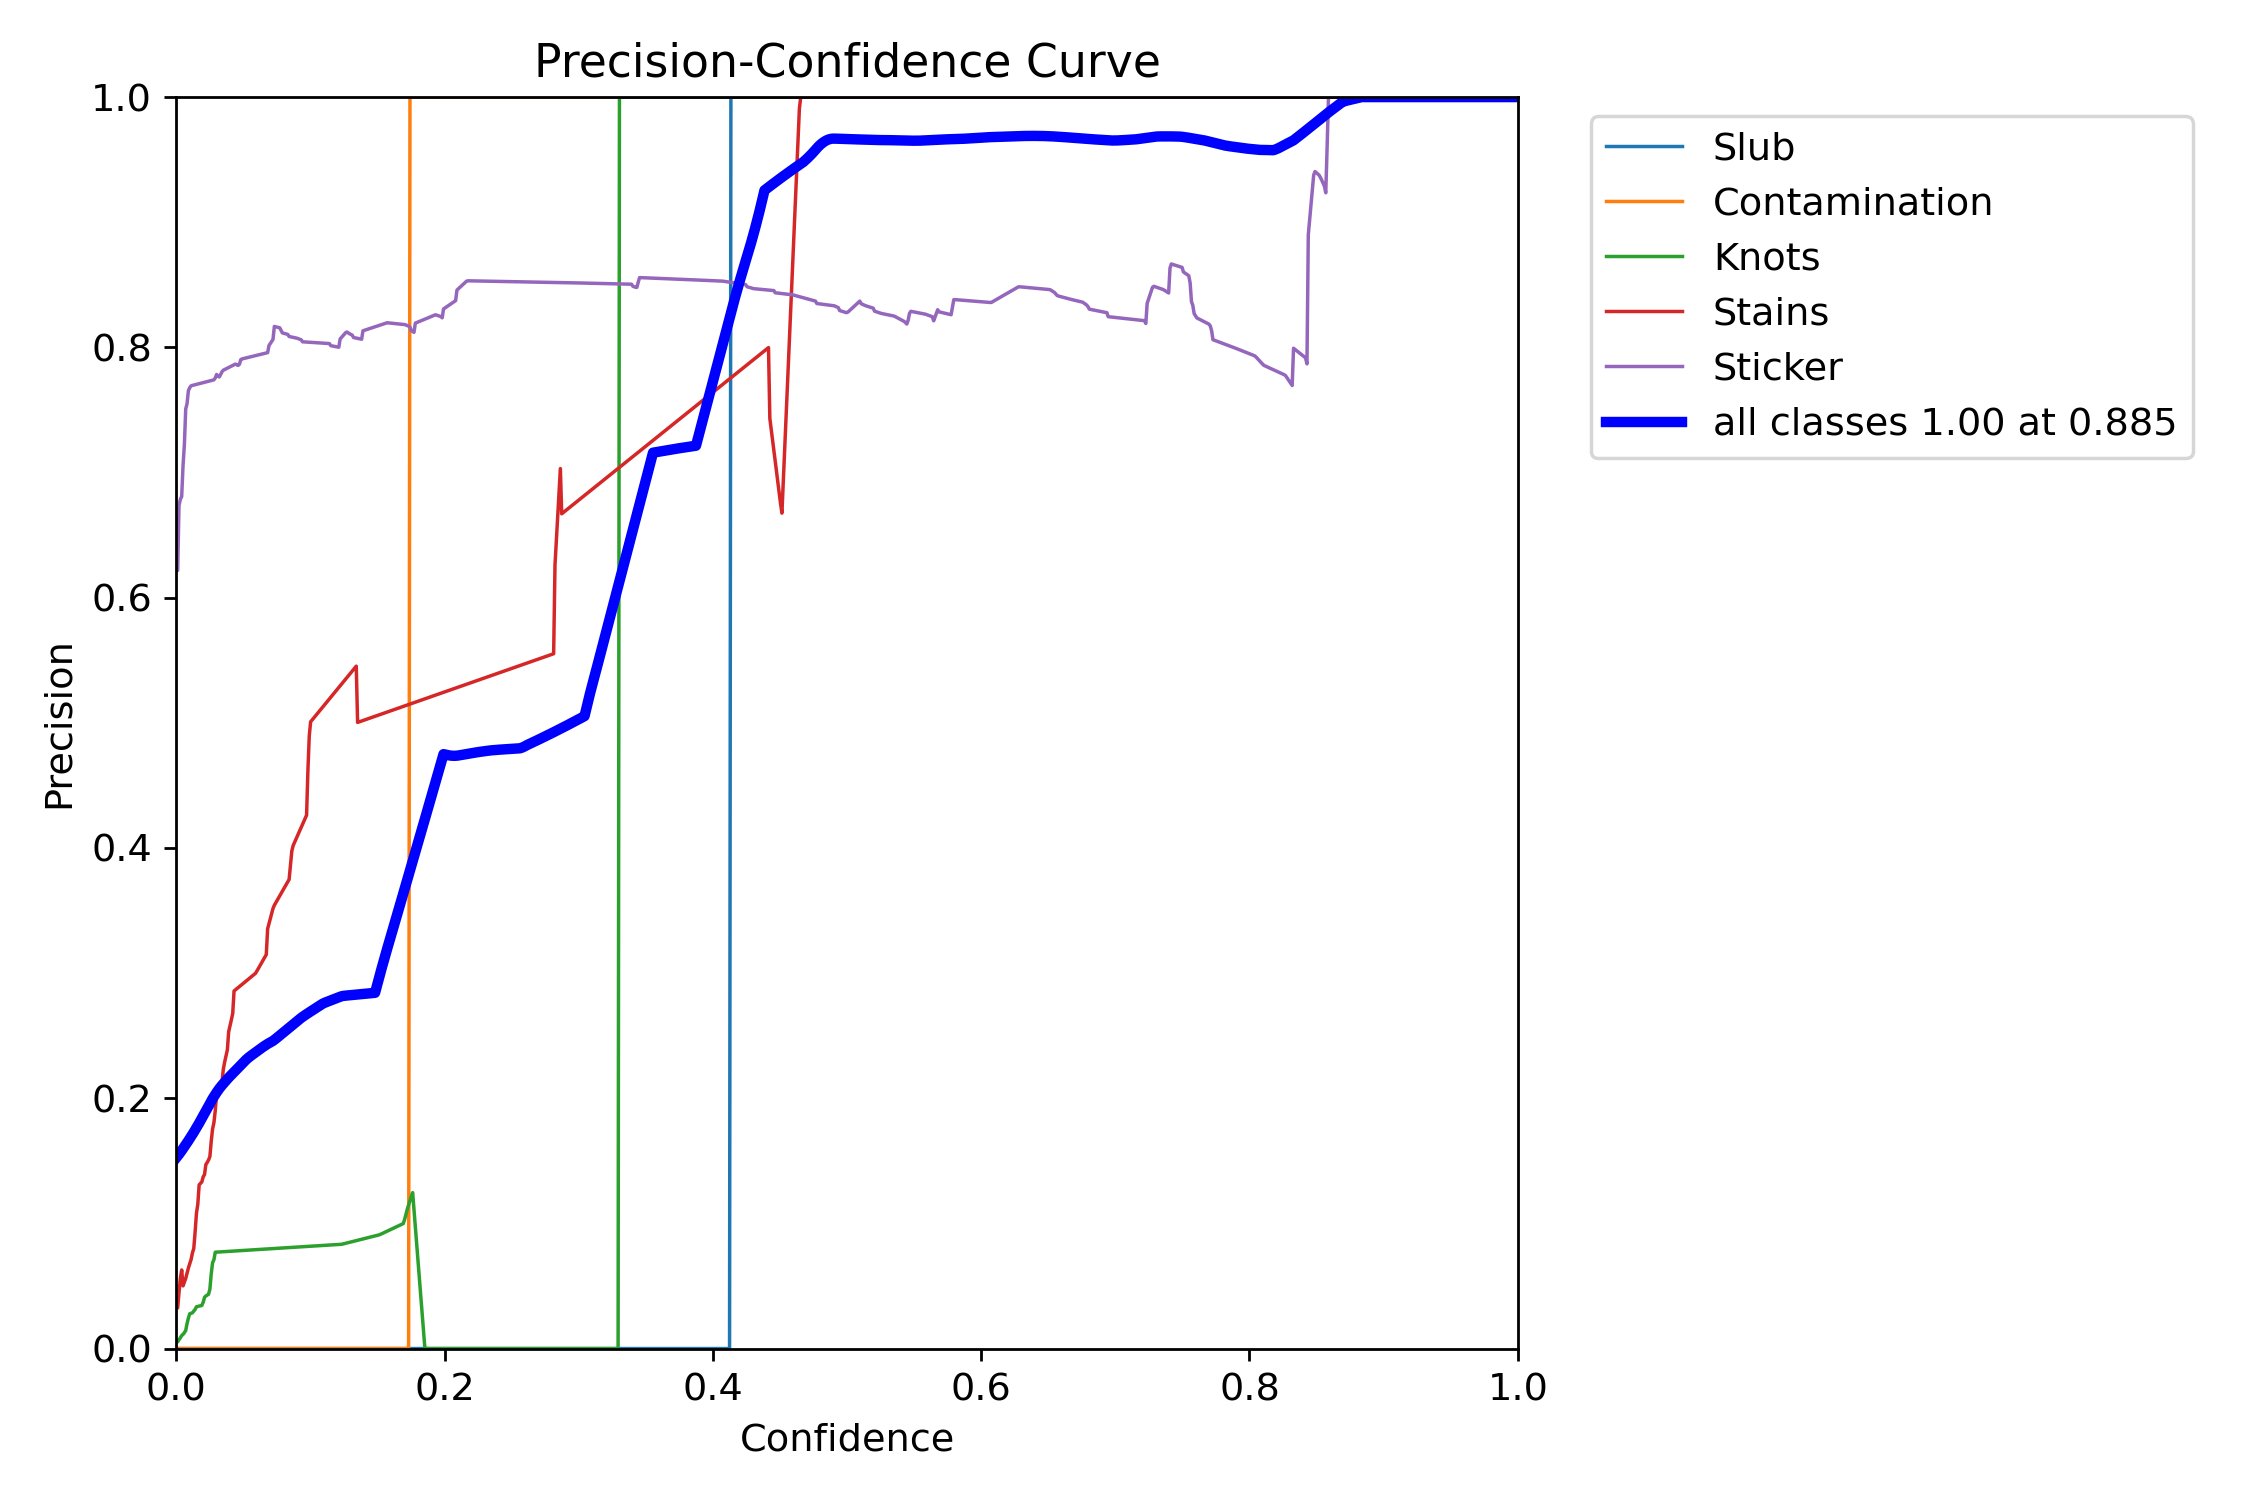 Precision-Confidence Curve
1.0
0.8
0.6
0.4
0.2
0.0
Precision
0.0 0.2 0.4 0.6 0.8 1.0
Confidence
Slub
Contamination
Knots
Stains
Sticker
all classes 1.00 at 0.885